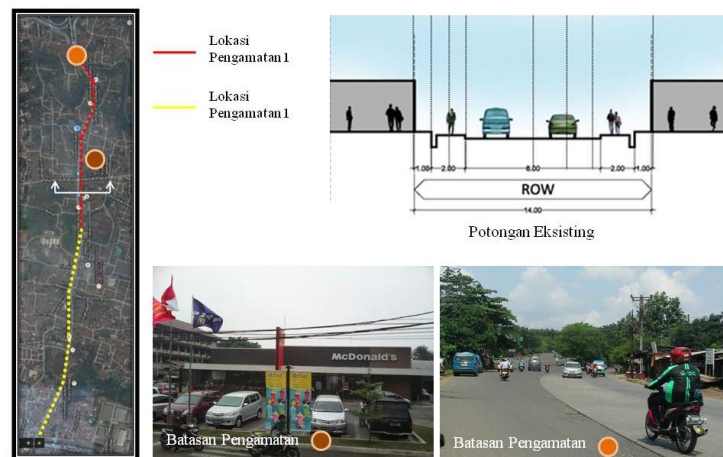 Lokasi
Pengamatan 1
Lokasi
Pengamatan 1
1.00 2.00 8.00 2.00 1.00
ROW
14.00
Potongan Eksisting
McDonald's
Batasan Pengamatan
Batasan Pengamatan